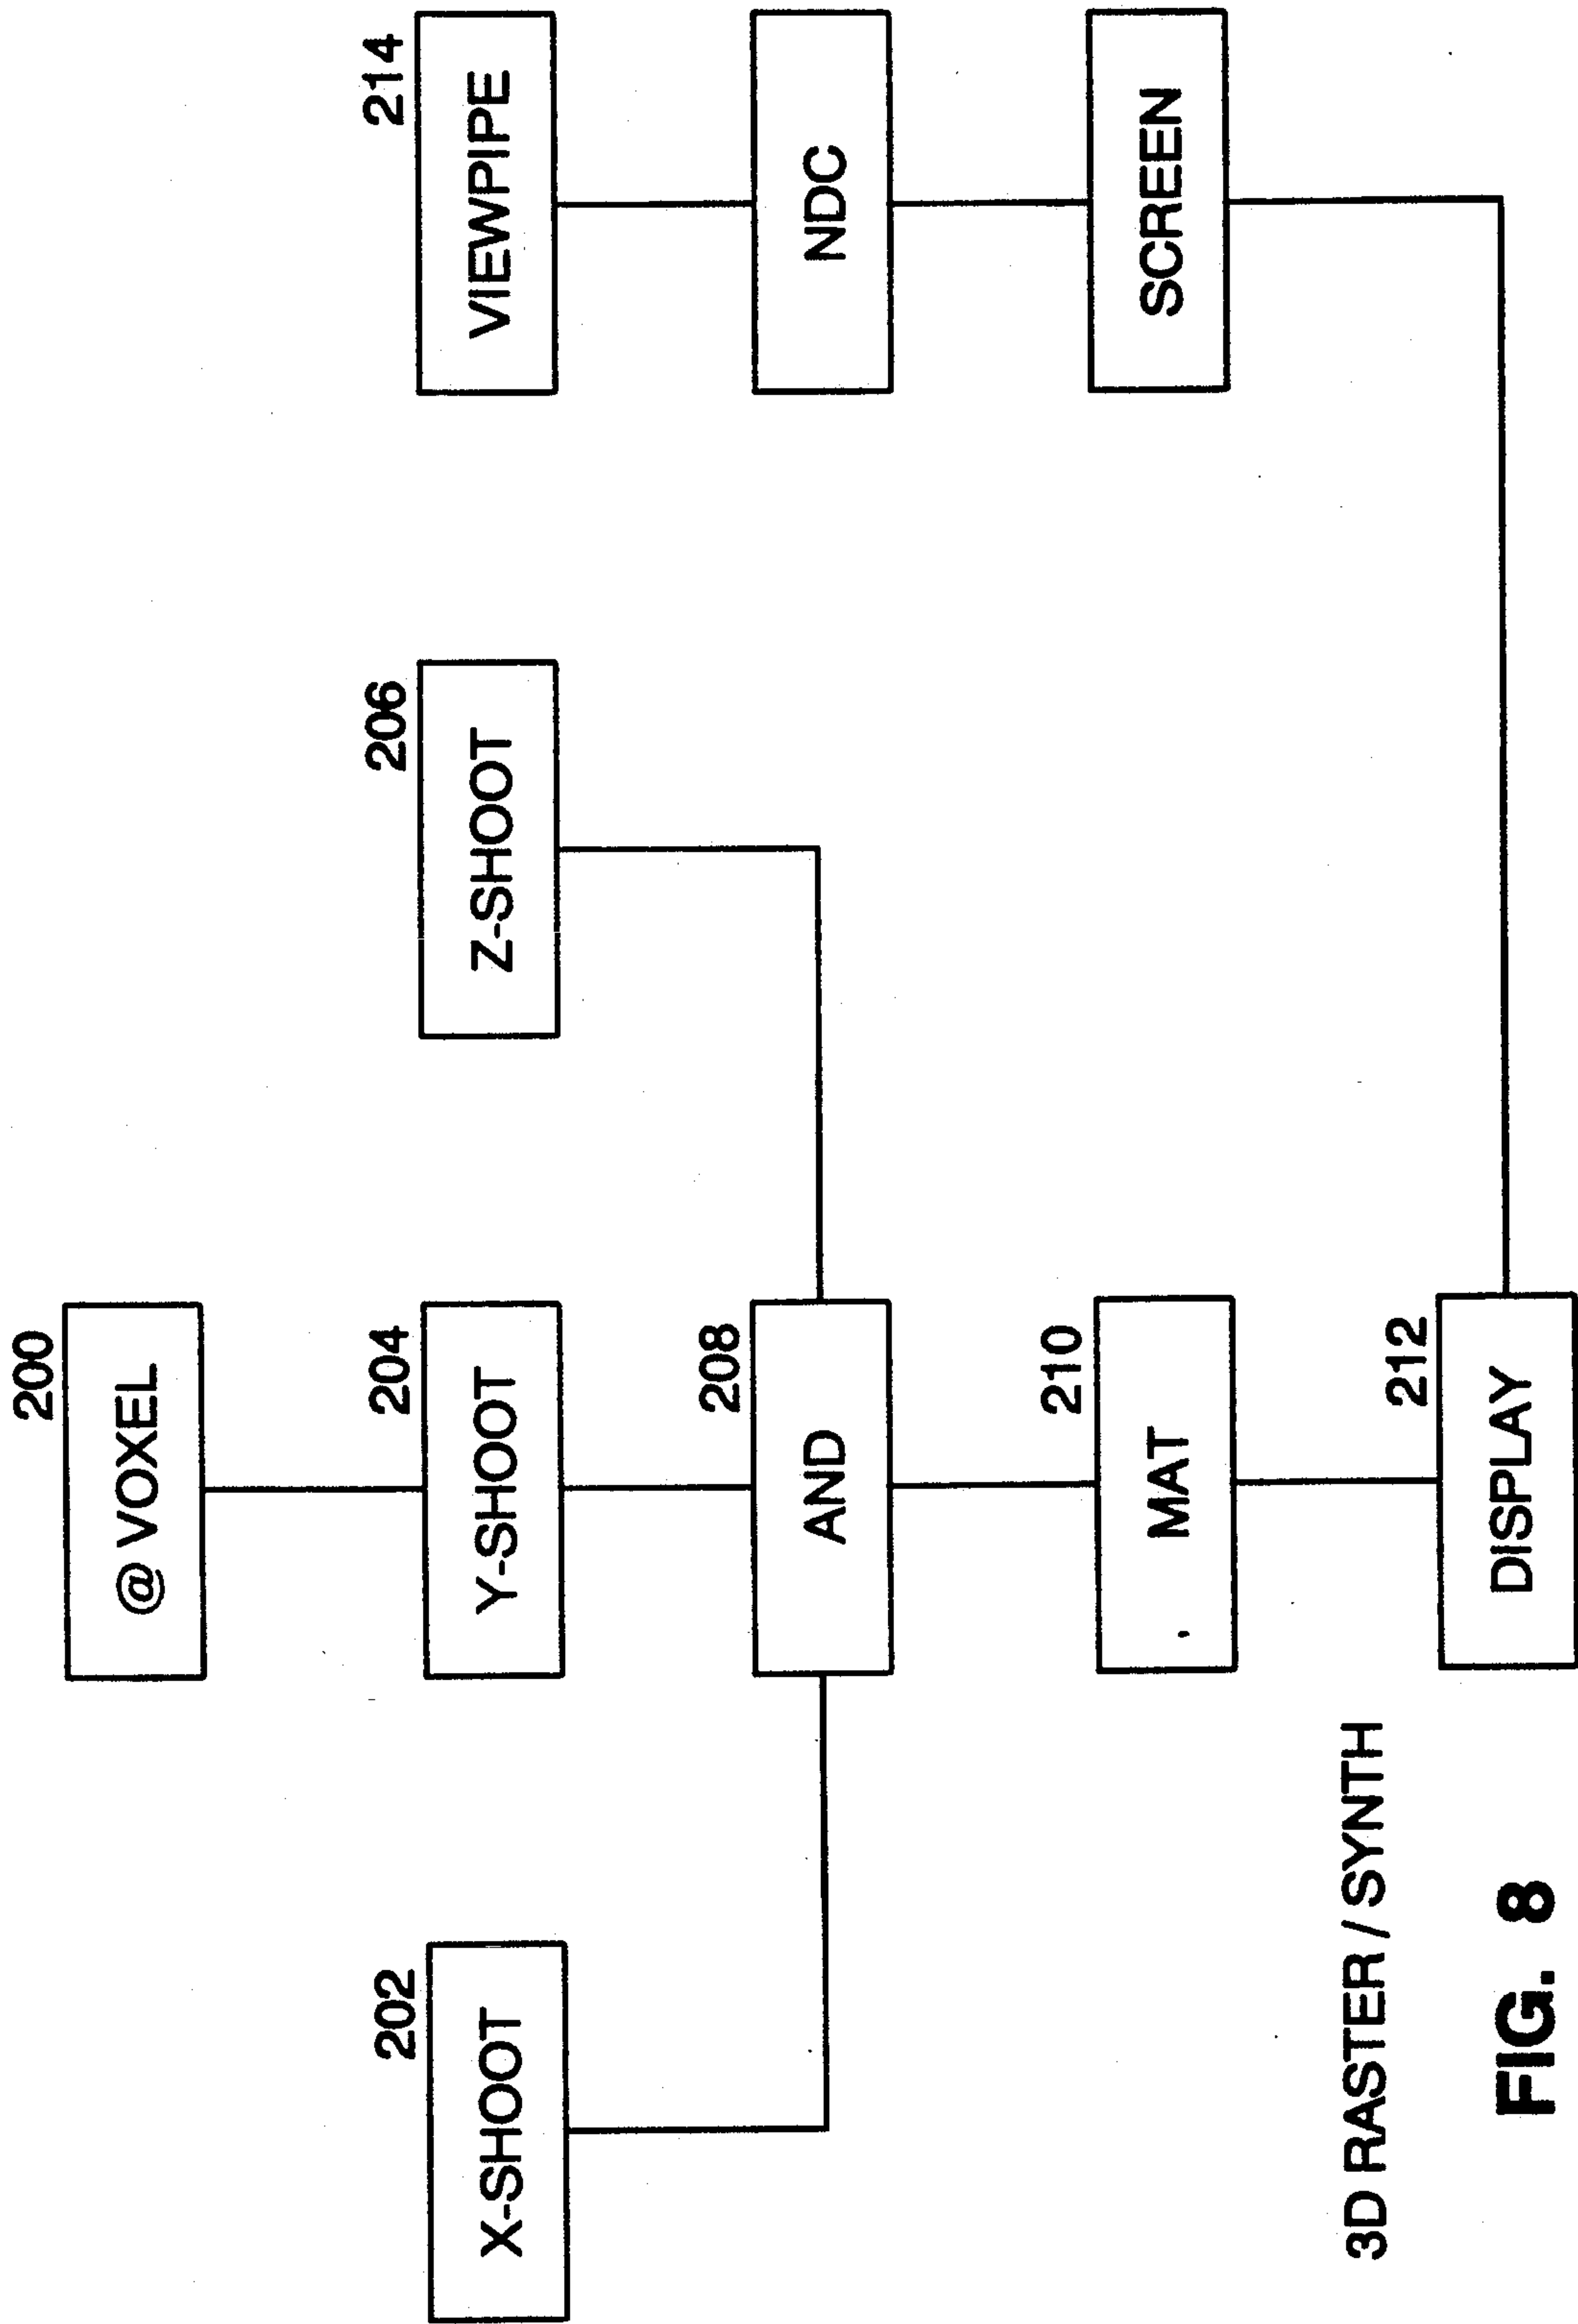 200
@ VOXEL
202
X-SHOOT
204
Y-SHOOT
206
Z-SHOOT
214
VIEWPIPE
208
AND
NDC
210
MAT
SCREEN
212
DISPLAY
3D RASTER / SYNTH
FIG. 8